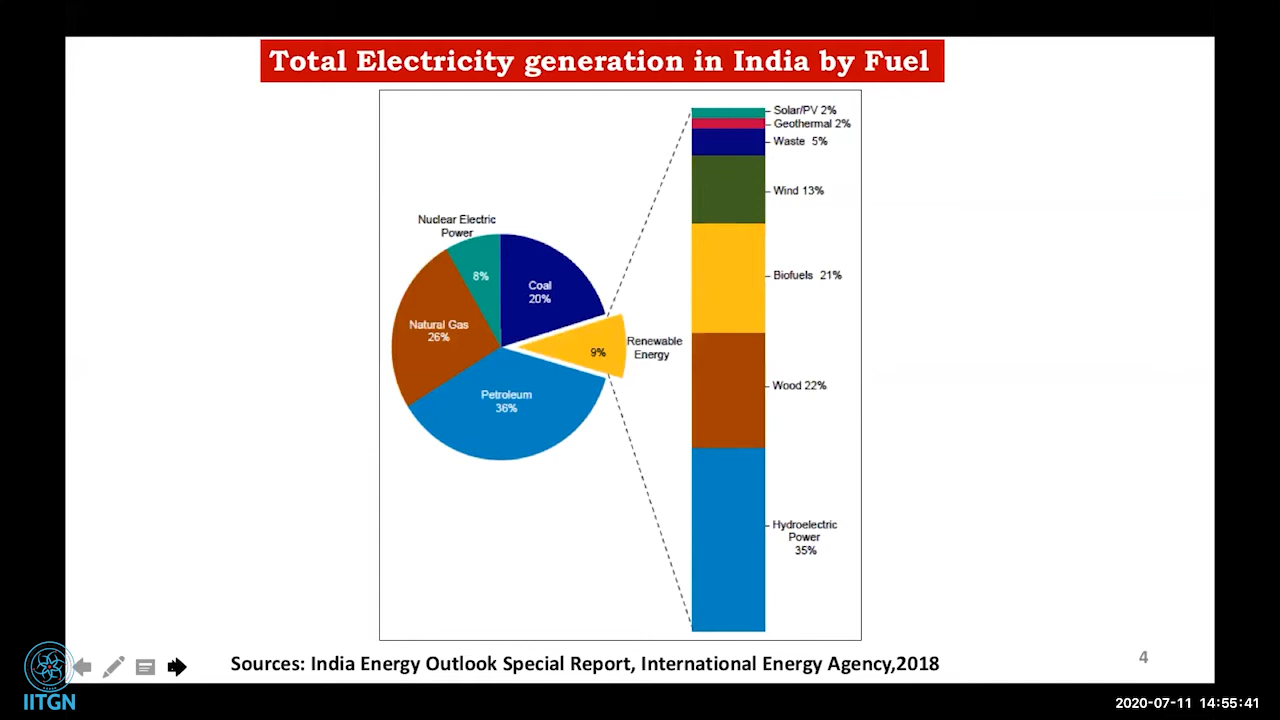 Total Electricity generation in India by Fuel
Solar/PV 2%
Geothermal 2%
Waste 5%
Wind 13%
Biofuels 21%
Wood 22%
Hydroelectric
Power
35%
Nuclear Electric
Power
8%
Coal
20%
Natural Gas
26%
Renewable
Energy
9%
Petroleum
36%
Sources: India Energy Outlook Special Report, International Energy Agency,2018
4
IITGN
2020-07-11 14:55:41